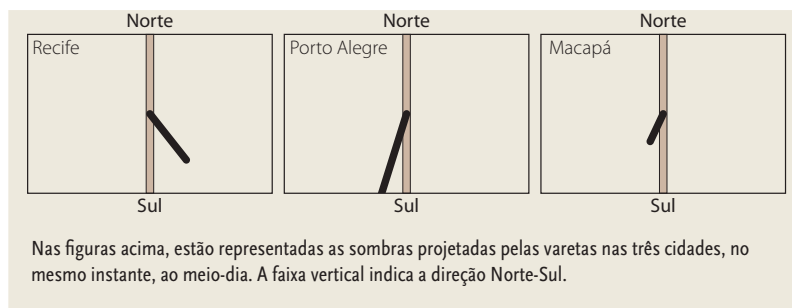 Norte Norte Norte
Recife Porto Alegre Macapá
Sul Sul Sul
Nas figuras acima, estão representadas as sombras projetadas pelas varetas nas três cidades, no
mesmo instante, ao meio-dia. A faixa vertical indica a direção Norte-Sul.